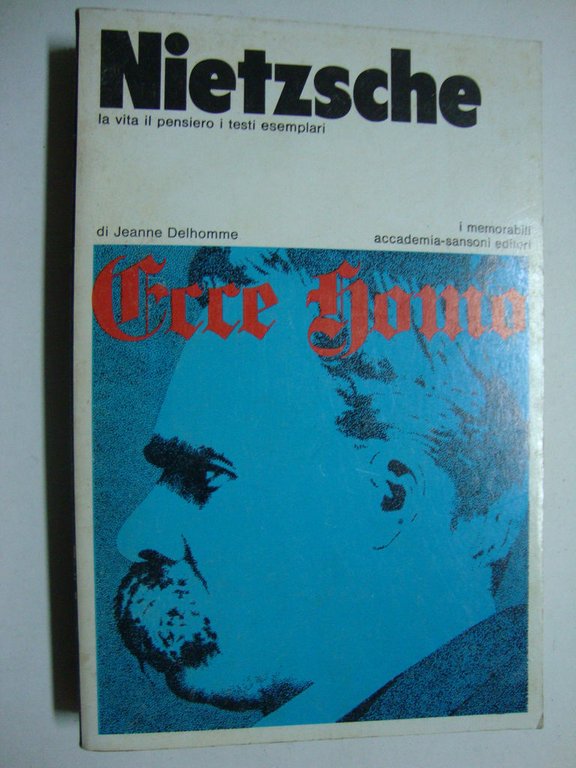 Nietzsche
la vita il pensiero i testi esemplari
di Jeanne Delhomme
i memorabili
accademia-sansoni editori
Ecce Homo